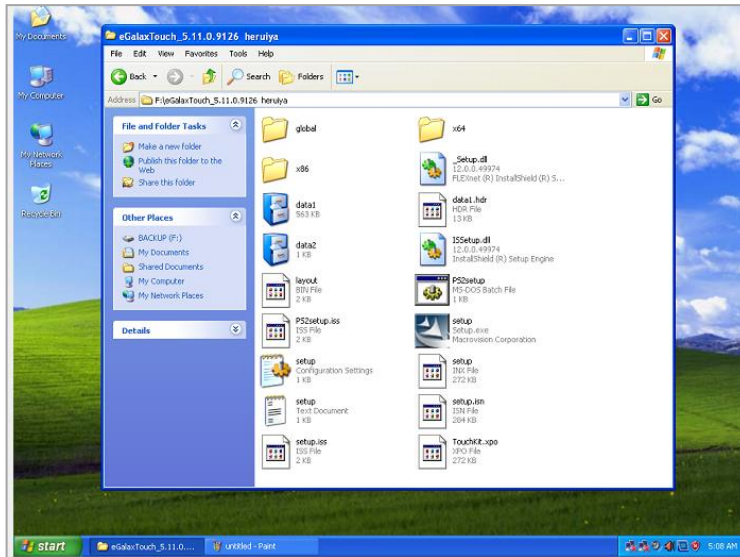 My Documents
My Computer
My Network
Places
Recycle Bin
eGalaxTouch_5.11.0.9126 heruiya
File Edit View Favorites Tools Help
Back
Search
Folders
Address
F:\eGalaxTouch_5.11.0.9126 heruiya
Go
File and Folder Tasks
Make a new folder
Publish this folder to the
Web
Share this folder
Other Places
BACKUP (F:)
My Documents
Shared Documents
My Computer
My Network Places
Details
global
x64
x86
_Setup.dll
12.0.0.49974
FLEXnet (R) InstallShield (R) S...
data1
563 KB
data1.hdr
HDR File
13 KB
data2
1 KB
ISSetup.dll
12.0.0.49974
InstallShield (R) Setup Engine
layout
BIN File
2 KB
PS2setup
MS-DOS Batch File
1 KB
PS2setup.iss
ISS File
2 KB
setup
Setup.exe
Macrovision Corporation
setup
Configuration Settings
1 KB
setup
INX File
272 KB
setup
Text Document
1 KB
setup.isn
ISN File
204 KB
setup.iss
ISS File
2 KB
TouchKit.xpo
XPO File
272 KB
start
eGalaxTouch_5.11.0....
untitled - Paint
5:08 AM